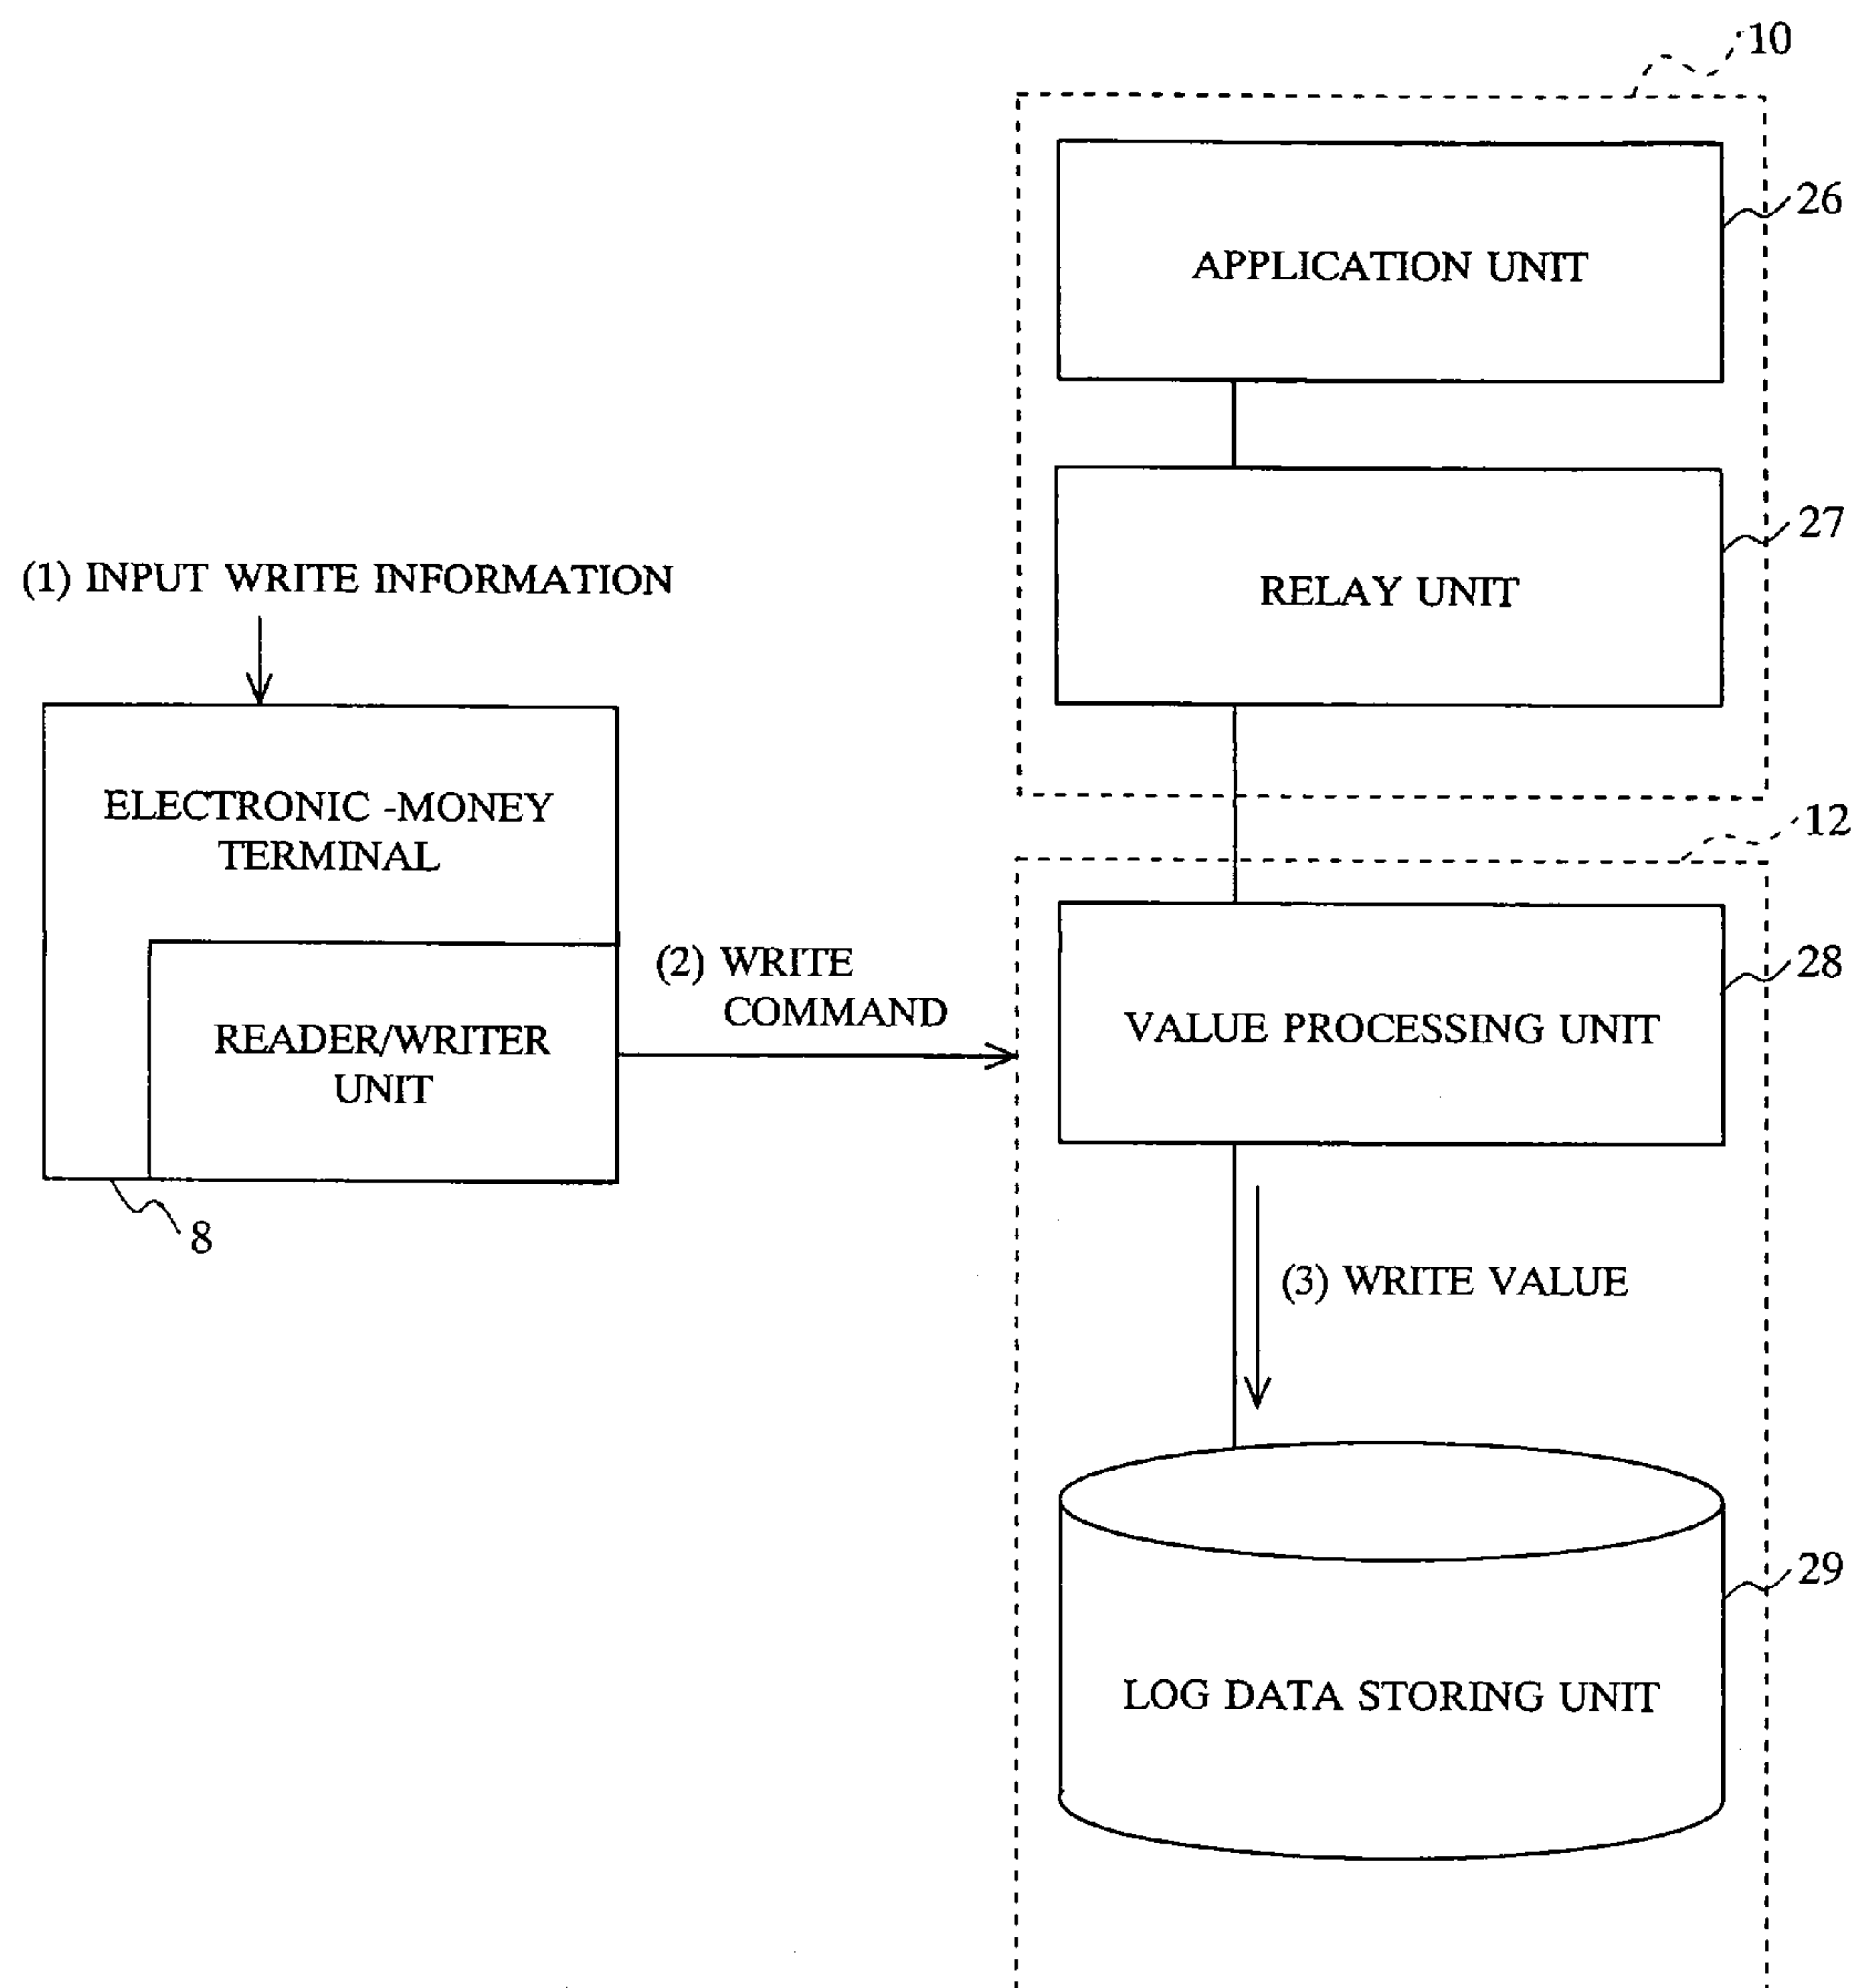 10
APPLICATION UNIT
26
RELAY UNIT
27
(1) INPUT WRITE INFORMATION
ELECTRONIC -MONEY
TERMINAL
READER/WRITER
UNIT
8
(2) WRITE
COMMAND
12
VALUE PROCESSING UNIT
28
(3) WRITE VALUE
LOG DATA STORING UNIT
29